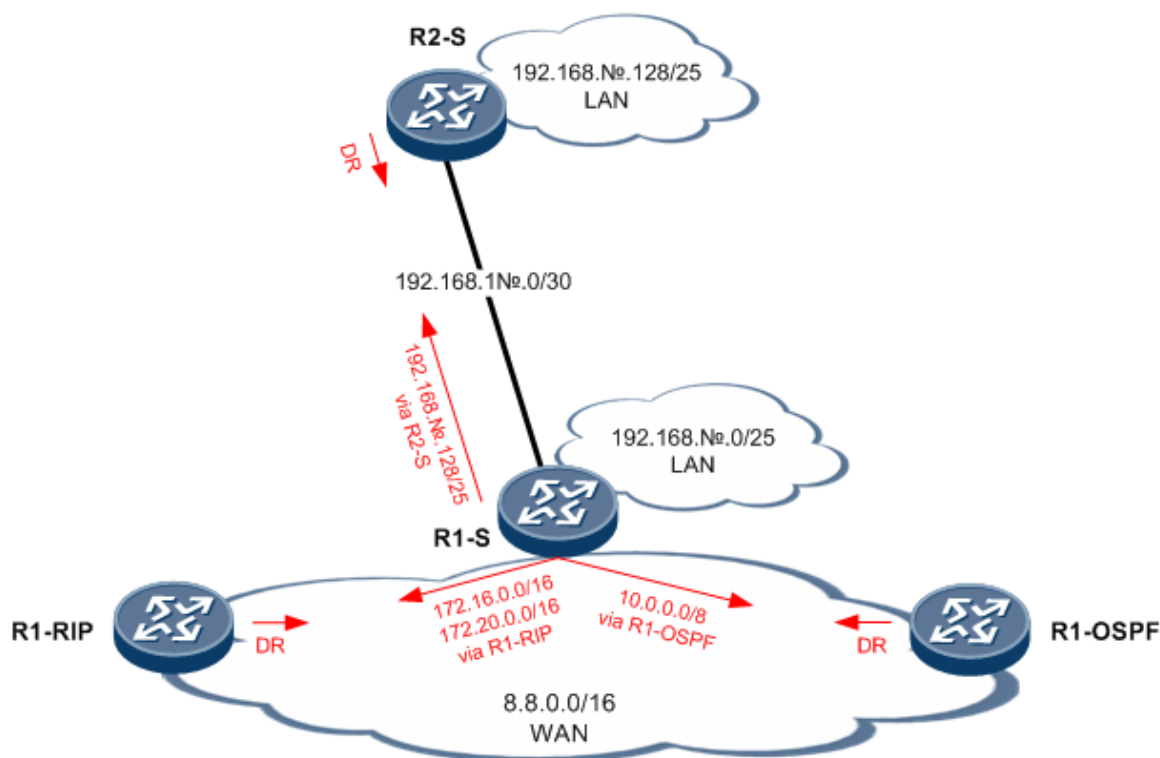 R2-S
192.168.№.128/25
LAN
DR
192.168.1№.0/30
192.168.№.128/25
via R2-S
192.168.№.0/25
LAN
R1-S
R1-RIP
DR
172.16.0.0/16
172.20.0.0/16
via R1-RIP
10.0.0.0/8
via R1-OSPF
DR
R1-OSPF
8.8.0.0/16
WAN